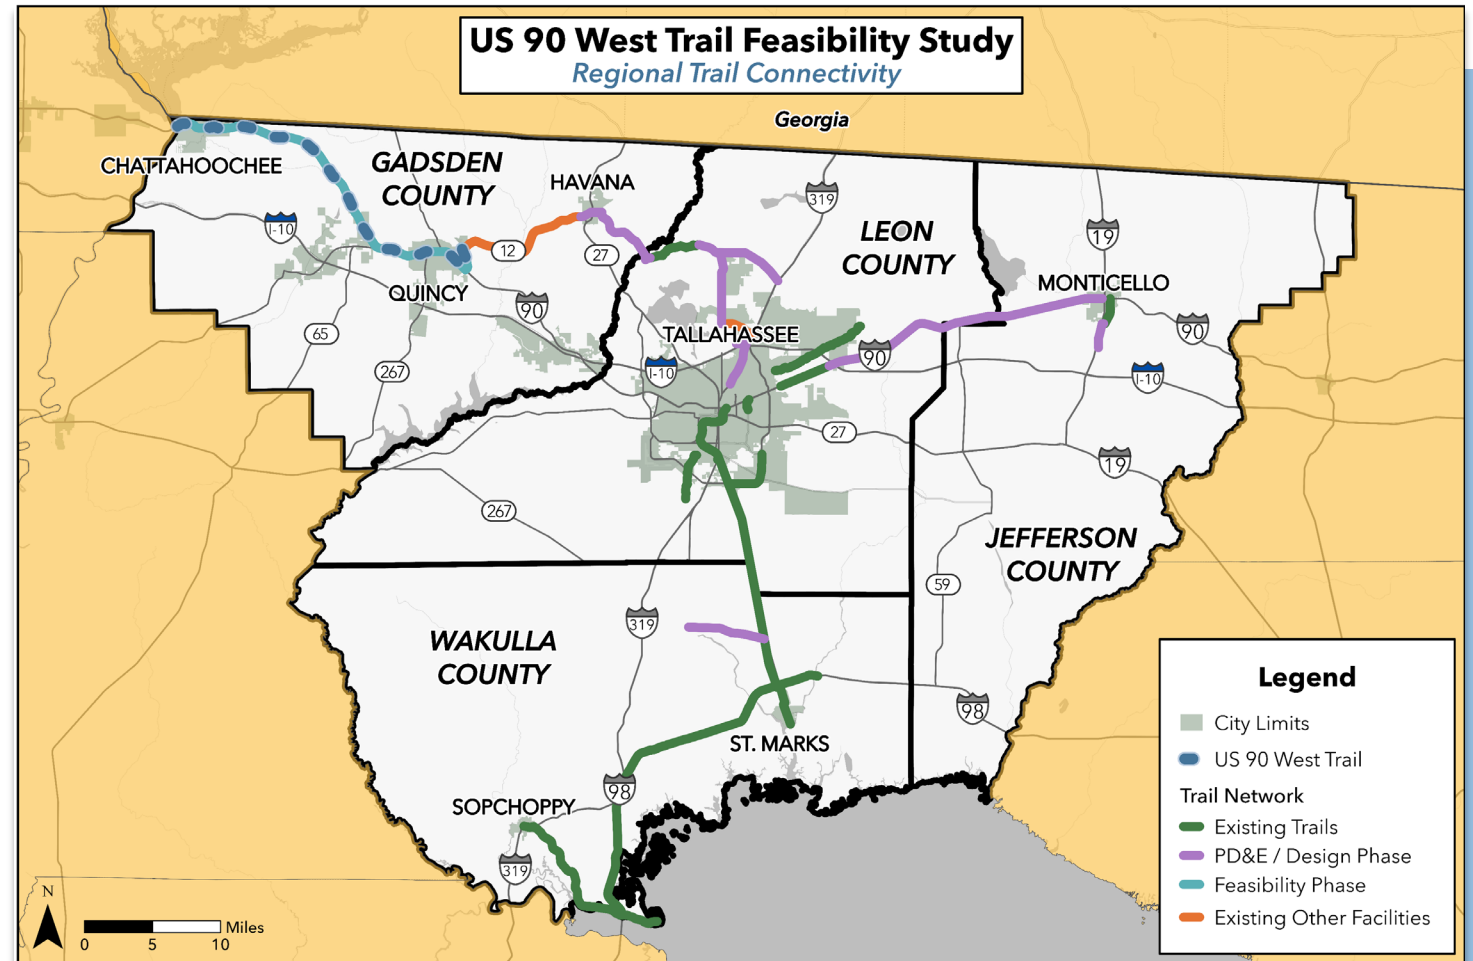 US 90 West Trail Feasibility Study
Regional Trail Connectivity
Georgia
CHATTAHOOCHEE
GADSDEN
COUNTY
HAVANA
319
LEON
COUNTY
I-10
12
27
19
MONTICELLO
QUINCY
90
65
TALLAHASSEE
90
90
267
I-10
I-10
27
19
267
JEFFERSON
COUNTY
59
319
WAKULLA
COUNTY
98
ST. MARKS
98
SOPCHOPPY
319
Legend
City Limits
US 90 West Trail
Trail Network
Existing Trails
PD&E / Design Phase
Feasibility Phase
Existing Other Facilities
N
Miles
0 5 10